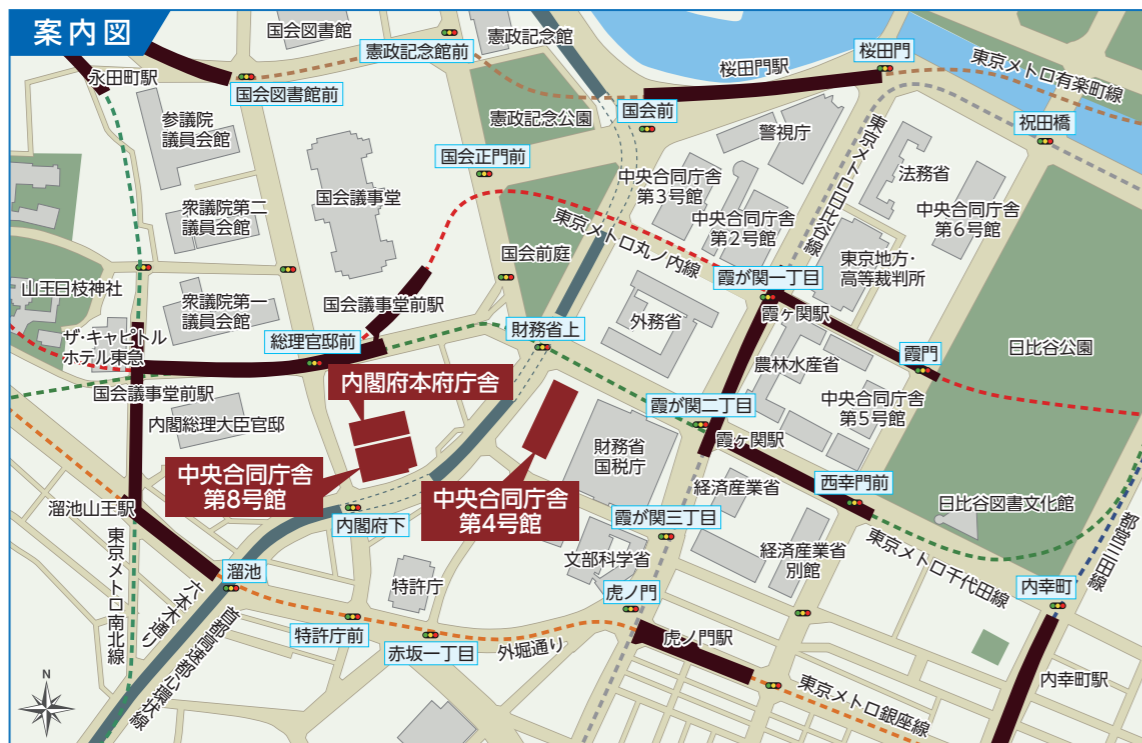 案内図
国会図書館
憲政記念館
憲政記念館前
桜田門
永田町駅
国会図書館前
桜田門駅
東京メトロ有楽町線
国会前
祝田橋
参議院
議員会館
憲政記念公園
警視庁
国会正門前
法務省
東京メトロ日比谷線
国会議事堂
中央合同庁舎
第3号館
中央合同庁舎
第2号館
中央合同庁舎
第6号館
衆議院第二
議員会館
東京メトロ丸ノ内線
国会前庭
東京地方・
高等裁判所
霞が関一丁目
山王日枝神社
衆議院第一
議員会館
国会議事堂前駅
外務省
霞ケ関駅
財務省上
ザ・キャピトル
ホテル東急
総理官邸前
霞門
日比谷公園
農林水産省
内閣府本府庁舎
国会議事堂前駅
中央合同庁舎
第5号館
内閣総理大臣官邸
霞が関二丁目
霞ケ関駅
財務省
国税庁
中央合同庁舎
第8号館
中央合同庁舎
第4号館
経済産業省
西幸門前
溜池山王駅
内閣府下
霞が関三丁目
日比谷図書文化館
東京メトロ南北線
文部科学省
経済産業省
別館
東京メトロ千代田線
都営三田線
溜池
特許庁
虎ノ門
内幸町
六本木通り
首都高速都心環状線
特許庁前
赤坂一丁目
外堀通り
虎ノ門駅
内幸町駅
東京メトロ銀座線
N